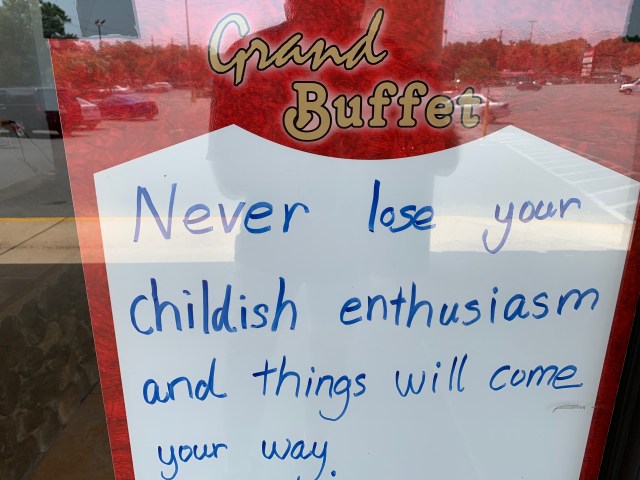 Grand
Buffet
Never lose your
childish enthusiasm
and things will come
your way.